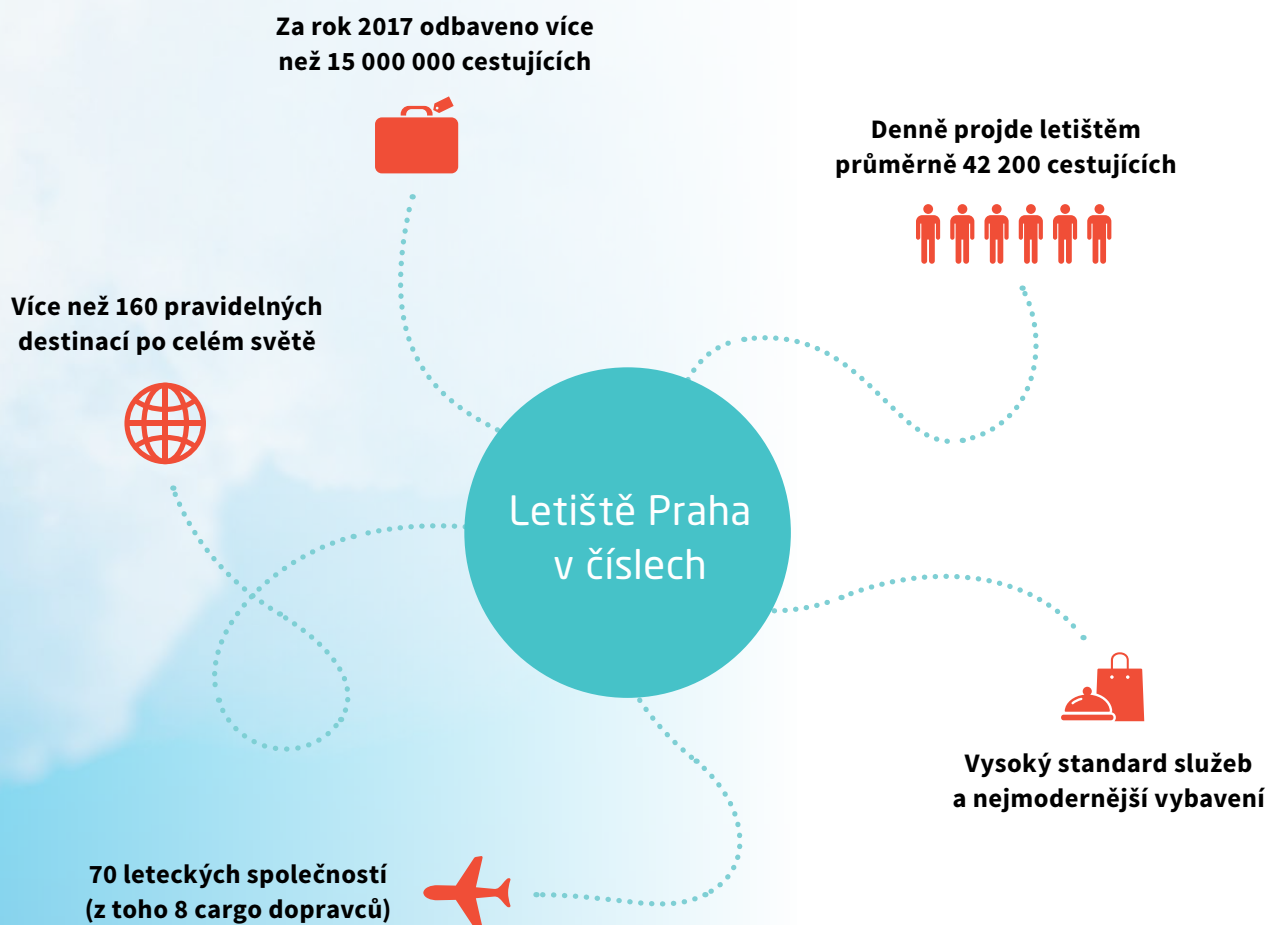 Za rok 2017 odbaveno více
než 15 000 000 cestujících
Denně projde letištěm
průměrně 42 200 cestujících
Více než 160 pravidelných
destinací po celém světě
Letiště Praha
v číslech
Vysoký standard služeb
a nejmodernější vybavení
70 leteckých společností
(z toho 8 cargo dopravců)